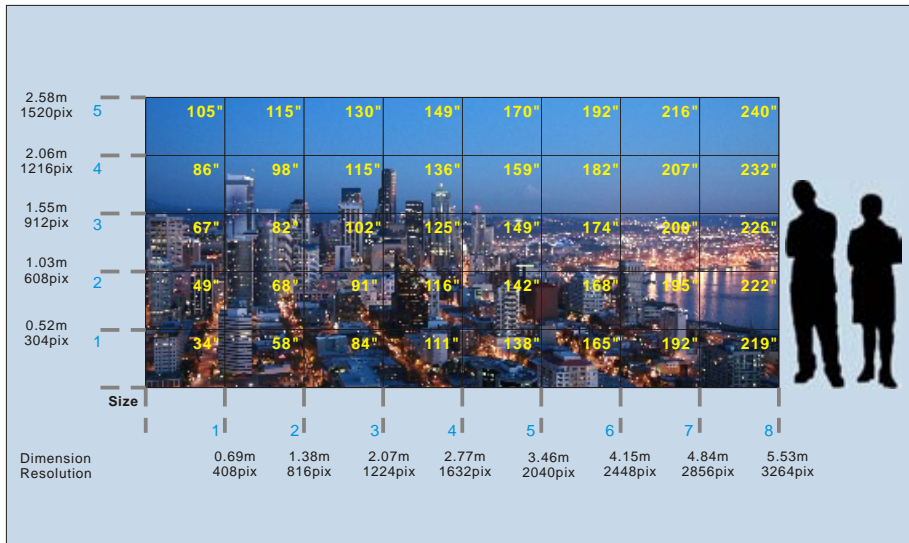 2.58m
1520pix 5 105" 115" 130" 149" 170" 192" 216" 240"
2.06m
1216pix 4 86" 98" 115" 136" 159" 182" 207" 232"
1.55m
912pix 3 67" 82" 102" 125" 149" 174" 200" 226"
1.03m
608pix 2 49" 68" 91" 116" 142" 168" 195" 222"
0.52m
304pix 1 34" 58" 84" 111" 138" 165" 192" 219"
Size
1 2 3 4 5 6 7 8
Dimension 0.69m 1.38m 2.07m 2.77m 3.46m 4.15m 4.84m 5.53m
Resolution 408pix 816pix 1224pix 1632pix 2040pix 2448pix 2856pix 3264pix